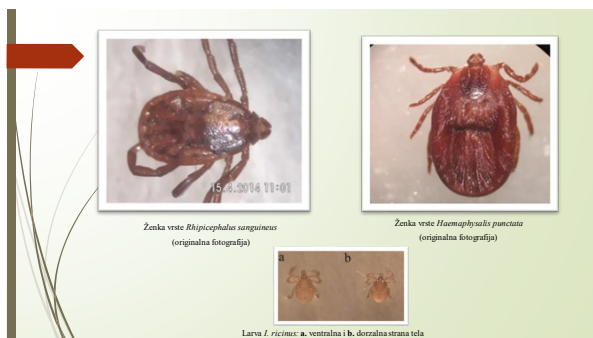 15.4.2014 11:01
Ženka vrste Rhipicephalus sanguineus
(originalna fotografija)
Ženka vrste Haemaphysalis punctata
(originalna fotografija)
a b
Larva I. ricinus: a. ventralna i b. dorzalna strana tela